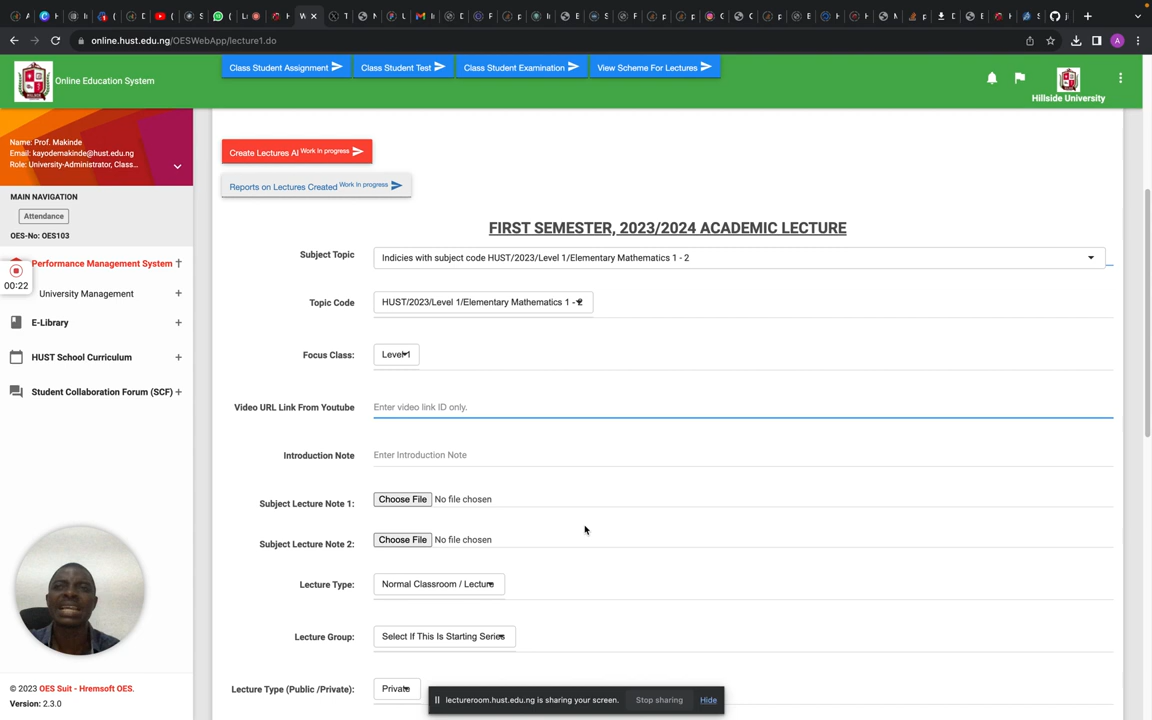 online.hust.edu.ng/OESWebApp/lecture1.do
Online Education System
Class Student Assignment
Class Student Test
Class Student Examination
View Scheme For Lectures
Hillside University
Name: Prof. Makinde
Email: kayodemakinde@hust.edu.ng
Role: University-Administrator, Class...
MAIN NAVIGATION
Attendance
OES-No: OES103
Performance Management System
00:22
University Management
E-Library
HUST School Curriculum
Student Collaboration Forum (SCF)
© 2023 OES Suit - Hremsoft OES.
Version: 2.3.0
Create Lectures AI Work In progress
Reports on Lectures Created Work In progress
FIRST SEMESTER, 2023/2024 ACADEMIC LECTURE
Subject Topic
Indicies with subject code HUST/2023/Level 1/Elementary Mathematics 1 - 2
Topic Code
HUST/2023/Level 1/Elementary Mathematics 1 - 2
Focus Class:
Level 1
Video URL Link From Youtube
Enter video link ID only.
Introduction Note
Enter Introduction Note
Subject Lecture Note 1:
Choose File No file chosen
Subject Lecture Note 2:
Choose File No file chosen
Lecture Type:
Normal Classroom / Lecture
Lecture Group:
Select If This Is Starting Series
Lecture Type (Public /Private):
Private
lectureroom.hust.edu.ng is sharing your screen.
Stop sharing
Hide